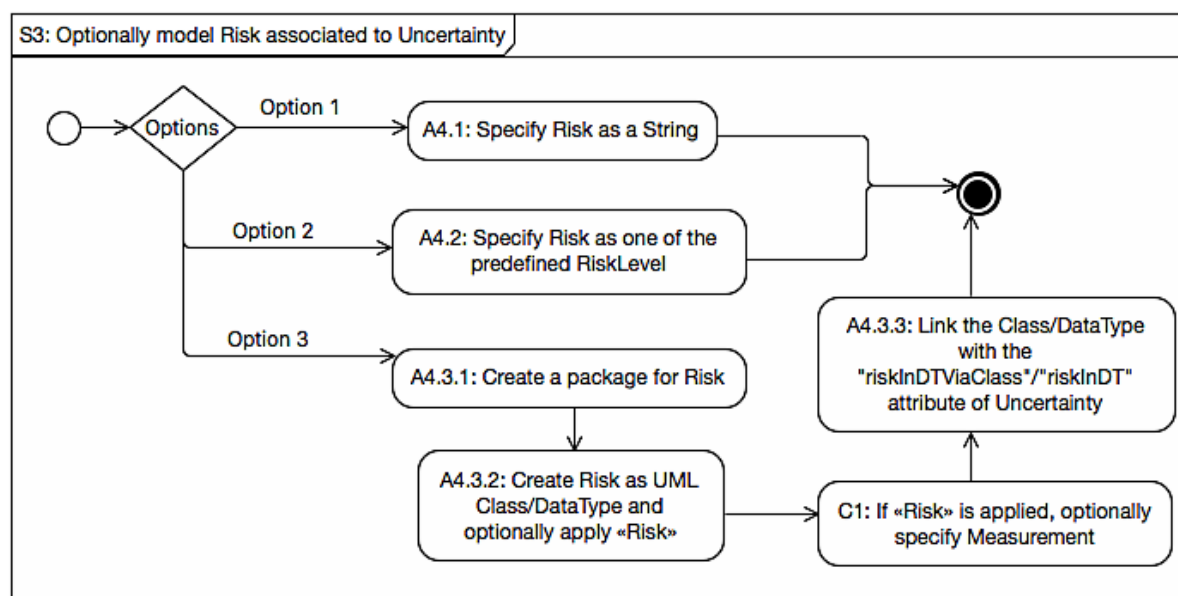 S3: Optionally model Risk associated to Uncertainty
Options
Option 1
A4.1: Specify Risk as a String
Option 2
A4.2: Specify Risk as one of the
predefined RiskLevel
Option 3
A4.3.1: Create a package for Risk
A4.3.2: Create Risk as UML
Class/DataType and
optionally apply «Risk»
C1: If «Risk» is applied, optionally
specify Measurement
A4.3.3: Link the Class/DataType
with the
"riskInDTViaClass"/"riskInDT"
attribute of Uncertainty